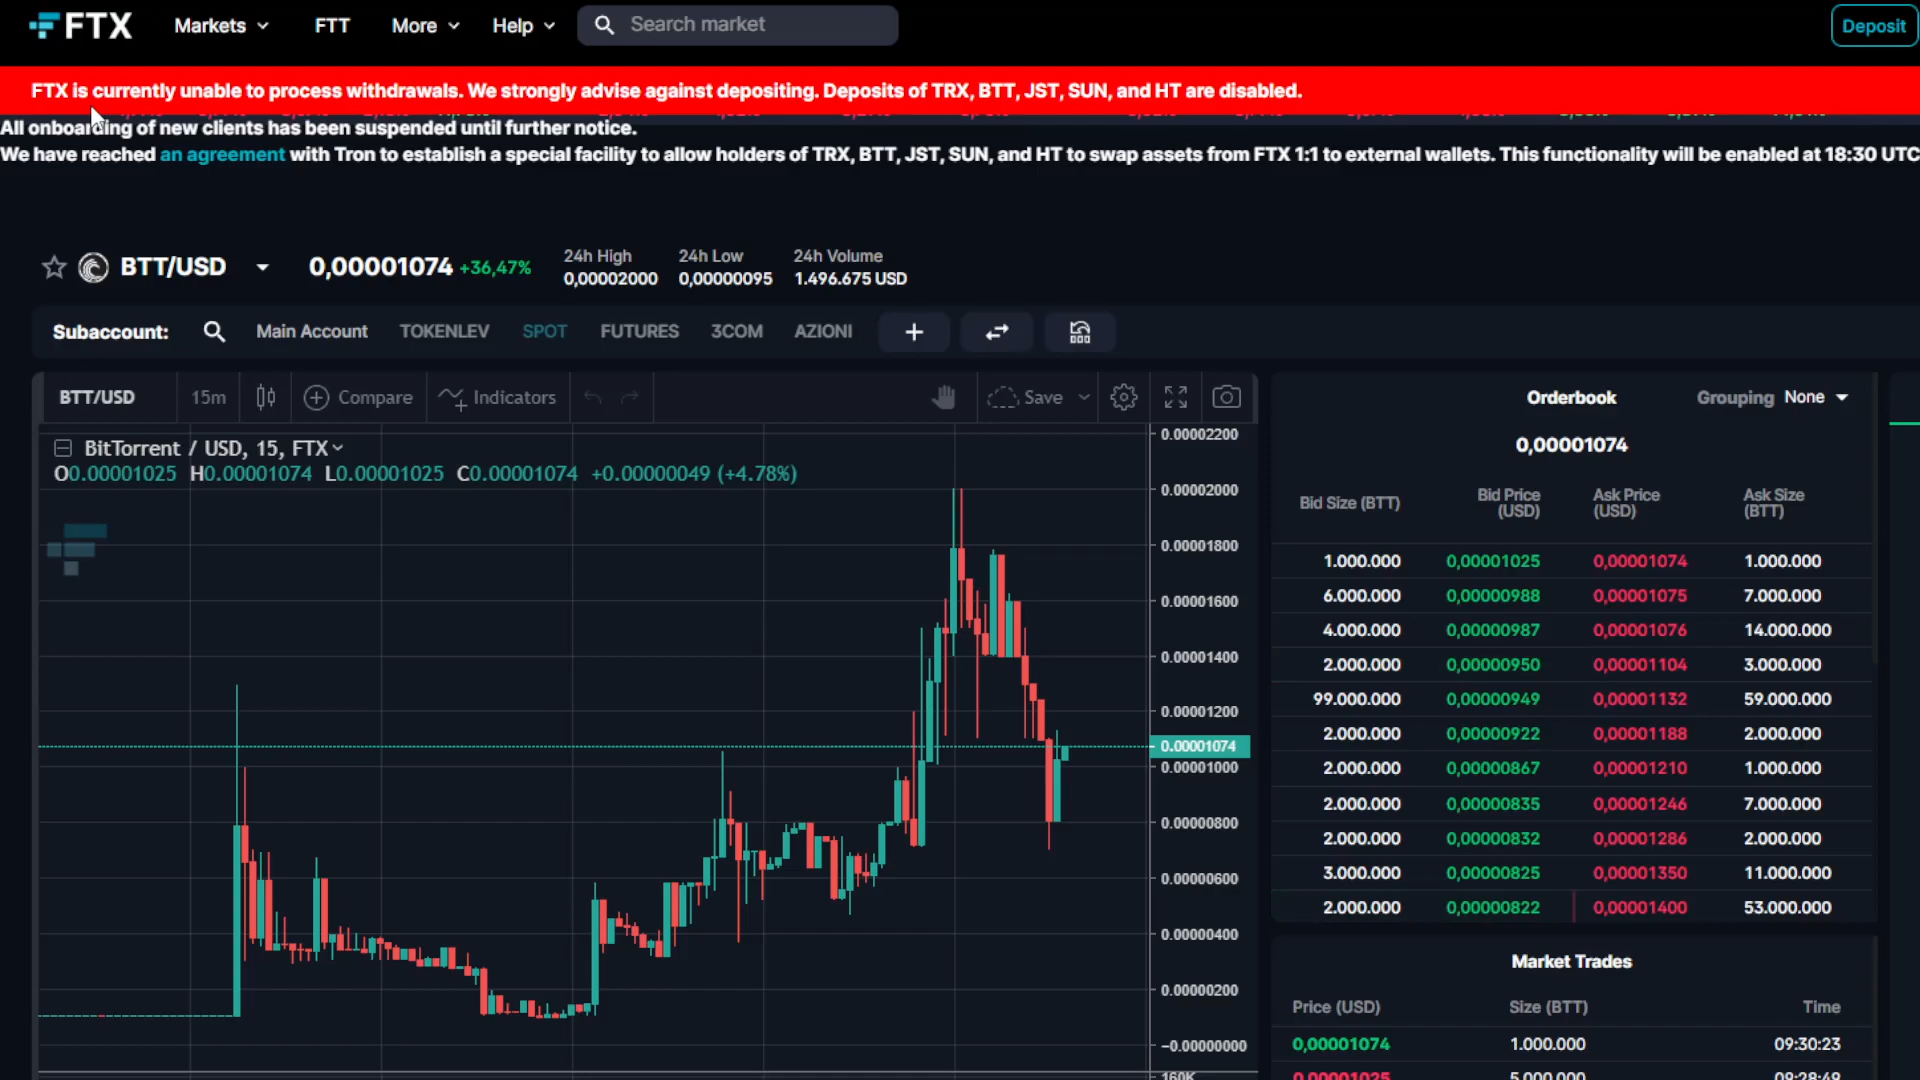 FTX Markets FTT More Help Search market Deposit
FTX is currently unable to process withdrawals. We strongly advise against depositing. Deposits of TRX, BTT, JST, SUN, and HT are disabled.
All onboarding of new clients has been suspended until further notice.
We have reached an agreement with Tron to establish a special facility to allow holders of TRX, BTT, JST, SUN, and HT to swap assets from FTX 1:1 to external wallets. This functionality will be enabled at 18:30 UTC
BTT/USD 0,00001074 +36,47% 24h High 24h Low 24h Volume
0,00002000 0,00000095 1.496.675 USD
Subaccount: Main Account TOKENLEV SPOT FUTURES 3COM AZIONI
BTT/USD 15m Compare Indicators Save
BitTorrent / USD, 15, FTX
O0.00001025 H0.00001074 L0.00001025 C0.00001074 +0.00000049 (+4.78%)
0.00002200
0.00002000
0.00001800
0.00001600
0.00001400
0.00001200
0.00001074
0.00001000
0.00000800
0.00000600
0.00000400
0.00000200
−0.00000000
160K
Orderbook Grouping None
0,00001074
Bid Size (BTT) Bid Price (USD) Ask Price (USD) Ask Size (BTT)
1.000.000 0,00001025 0,00001074 1.000.000
6.000.000 0,00000988 0,00001075 7.000.000
4.000.000 0,00000987 0,00001076 14.000.000
2.000.000 0,00000950 0,00001104 3.000.000
99.000.000 0,00000949 0,00001132 59.000.000
2.000.000 0,00000922 0,00001188 2.000.000
2.000.000 0,00000867 0,00001210 1.000.000
2.000.000 0,00000835 0,00001246 7.000.000
2.000.000 0,00000832 0,00001286 2.000.000
3.000.000 0,00000825 0,00001350 11.000.000
2.000.000 0,00000822 0,00001400 53.000.000
Market Trades
Price (USD) Size (BTT) Time
0,00001074 1.000.000 09:30:23
0,00001025 5.000.000 09:28:49